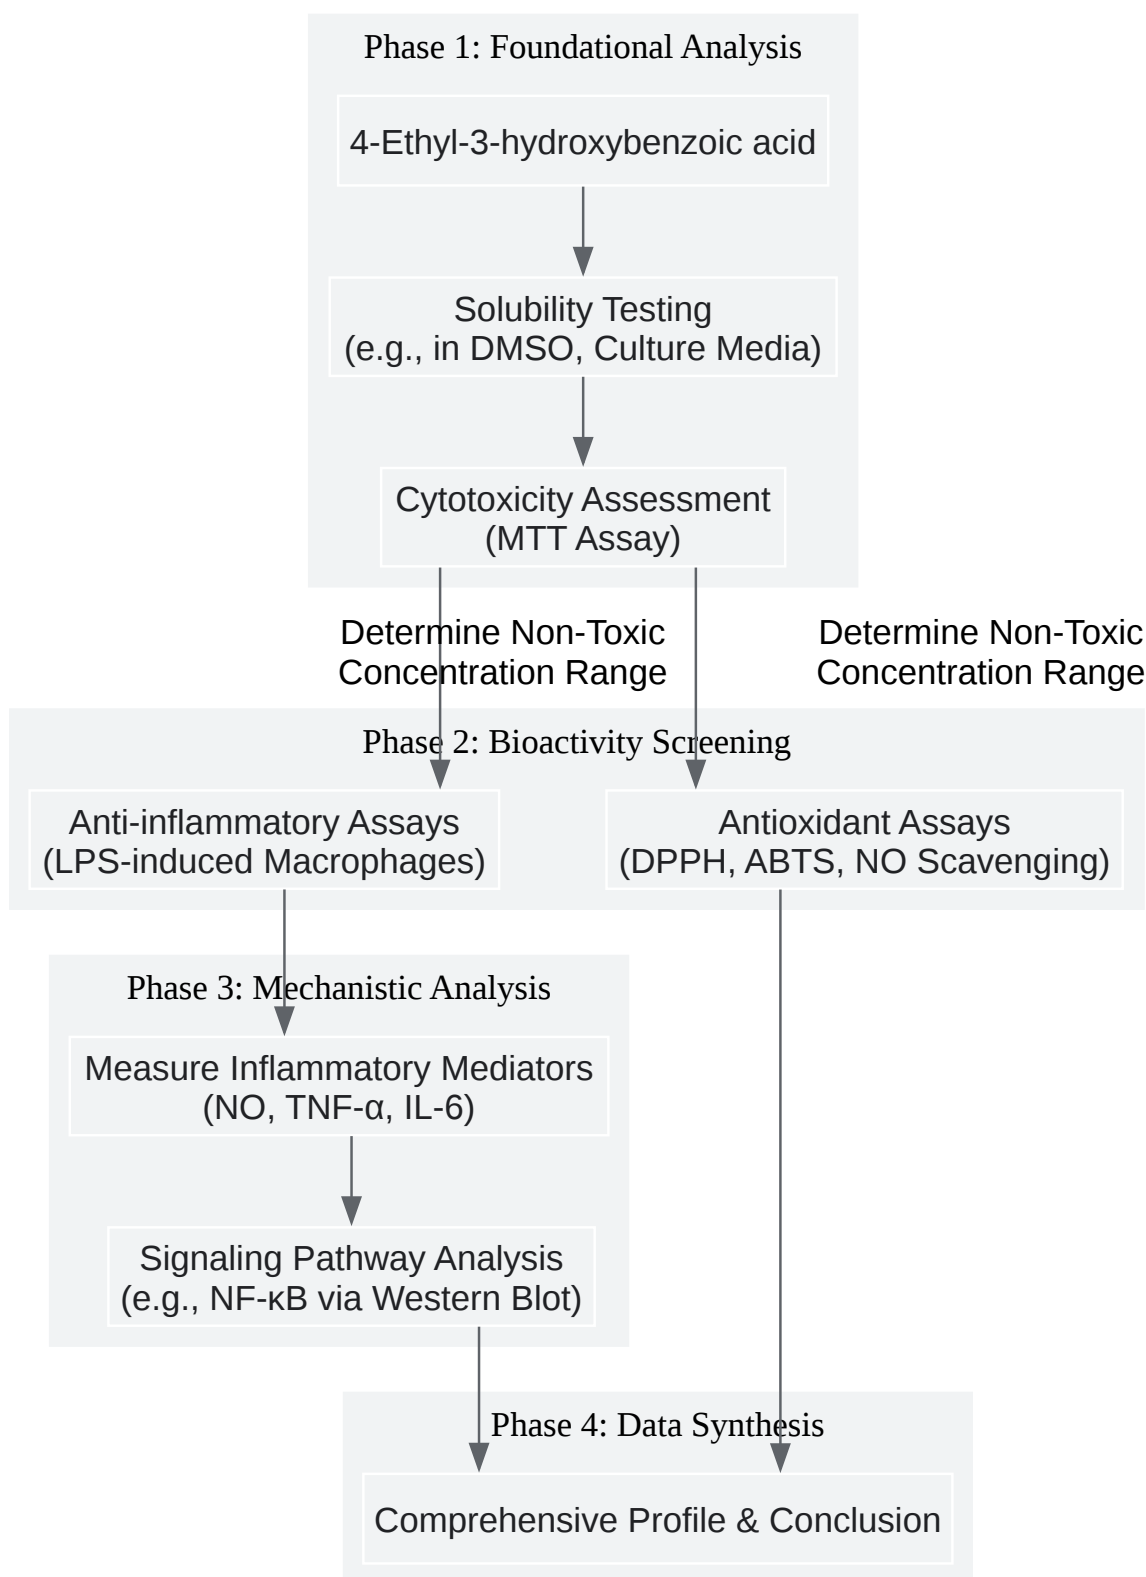 Phase 1: Foundational Analysis
4-Ethyl-3-hydroxybenzoic acid
Solubility Testing
(e.g., in DMSO, Culture Media)
Cytotoxicity Assessment
(MTT Assay)
Determine Non-Toxic
Concentration Range
Determine Non-Toxic
Concentration Range
Phase 2: Bioactivity Screening
Anti-inflammatory Assays
(LPS-induced Macrophages)
Antioxidant Assays
(DPPH, ABTS, NO Scavenging)
Phase 3: Mechanistic Analysis
Measure Inflammatory Mediators
(NO, TNF-α, IL-6)
Signaling Pathway Analysis
(e.g., NF-κB via Western Blot)
Phase 4: Data Synthesis
Comprehensive Profile & Conclusion